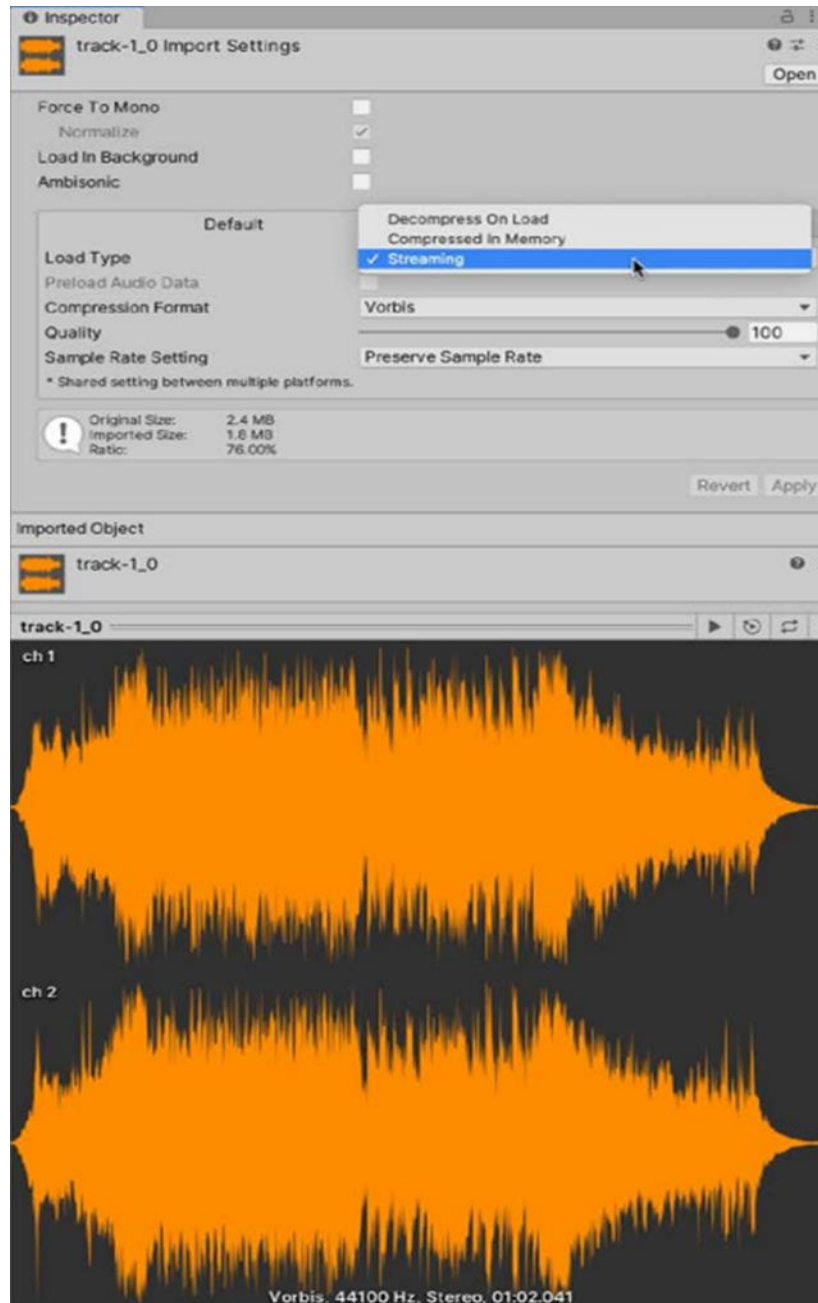 Inspector
track-1_0 Import Settings
Open
Force To Mono
Normalize
Load In Background
Ambisonic
Default
Decompress On Load
Compressed In Memory
Load Type
✓ Streaming
Preload Audio Data
Compression Format Vorbis
Quality 100
Sample Rate Setting Preserve Sample Rate
* Shared setting between multiple platforms.
Original Size: 2.4 MB
Imported Size: 1.8 MB
Ratio: 76.00%
Revert Apply
Imported Object
track-1_0
track-1_0
ch 1
ch 2
Vorbis, 44100 Hz, Stereo, 01:02.041